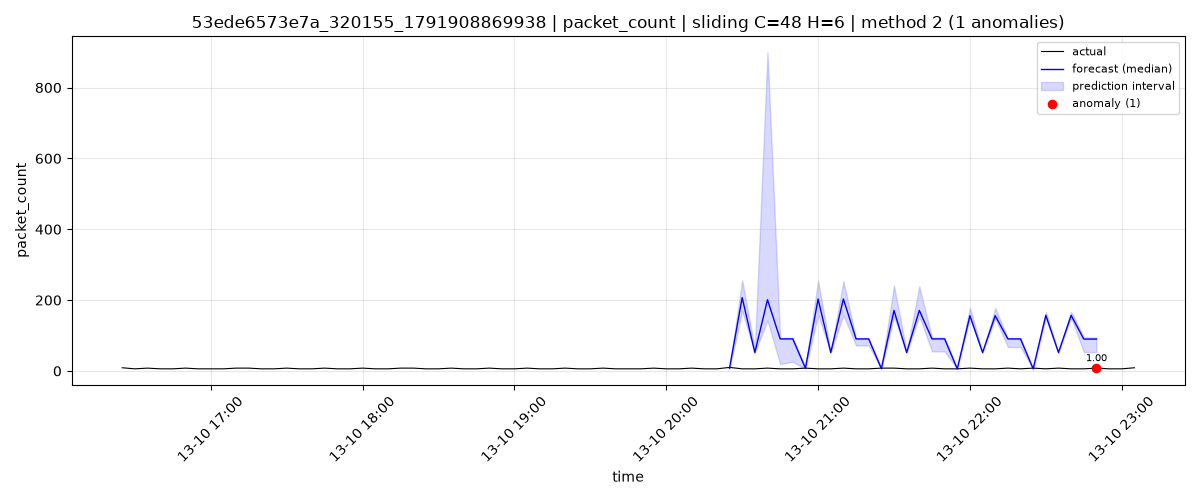 53ede6573e7a_320155_1791908869938 | packet_count | sliding C=48 H=6 | method 2 (1 anomalies)
actual
forecast (median)
prediction interval
anomaly (1)
packet_count
800
600
400
200
0
1.00
13-10 17:00
13-10 18:00
13-10 19:00
13-10 20:00
13-10 21:00
13-10 22:00
13-10 23:00
time